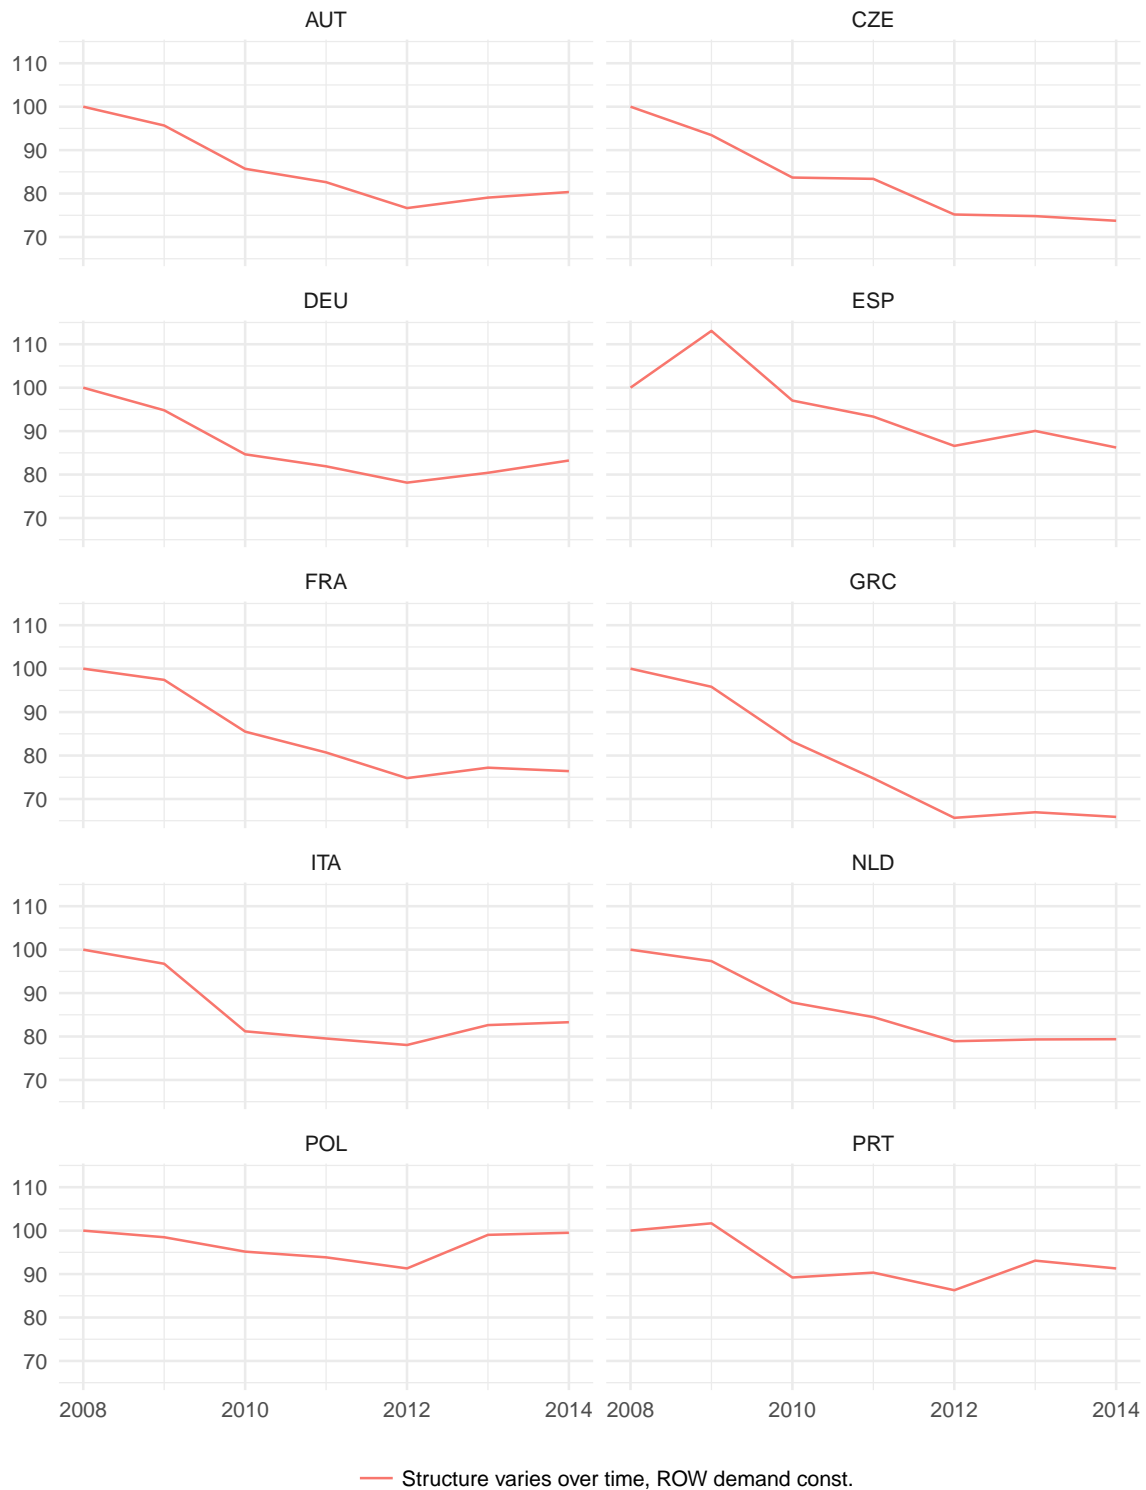 AUT
CZE
110
100
90
80
70
DEU
ESP
110
100
90
80
70
FRA
GRC
110
100
90
80
70
ITA
NLD
110
100
90
80
70
POL
PRT
110
100
90
80
70
2008 2010 2012 2014 2008 2010 2012 2014
Structure varies over time, ROW demand const.